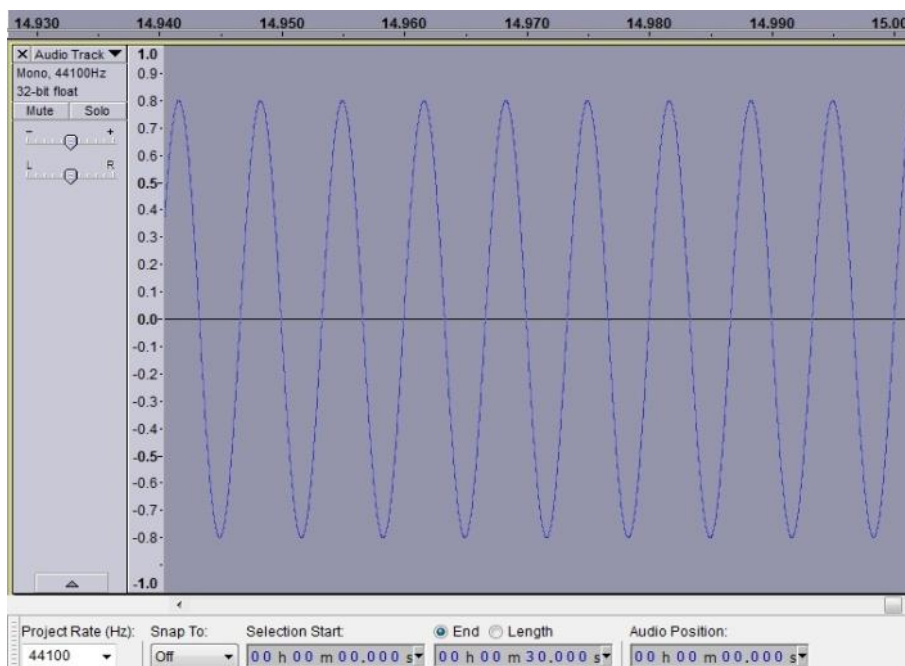 14.930 14.940 14.950 14.960 14.970 14.980 14.990 15.00
X Audio Track ▼
Mono, 44100Hz
32-bit float
Mute Solo
- +
L R
1.0
0.9
0.8
0.7
0.6
0.5
0.4
0.3
0.2
0.1
0.0
-0.1
-0.2
-0.3
-0.4
-0.5
-0.6
-0.7
-0.8
-1.0
Project Rate (Hz): Snap To: Selection Start: End Length Audio Position:
44100 Off 00 h 00 m 00.000 s 00 h 00 m 30.000 s 00 h 00 m 00.000 s